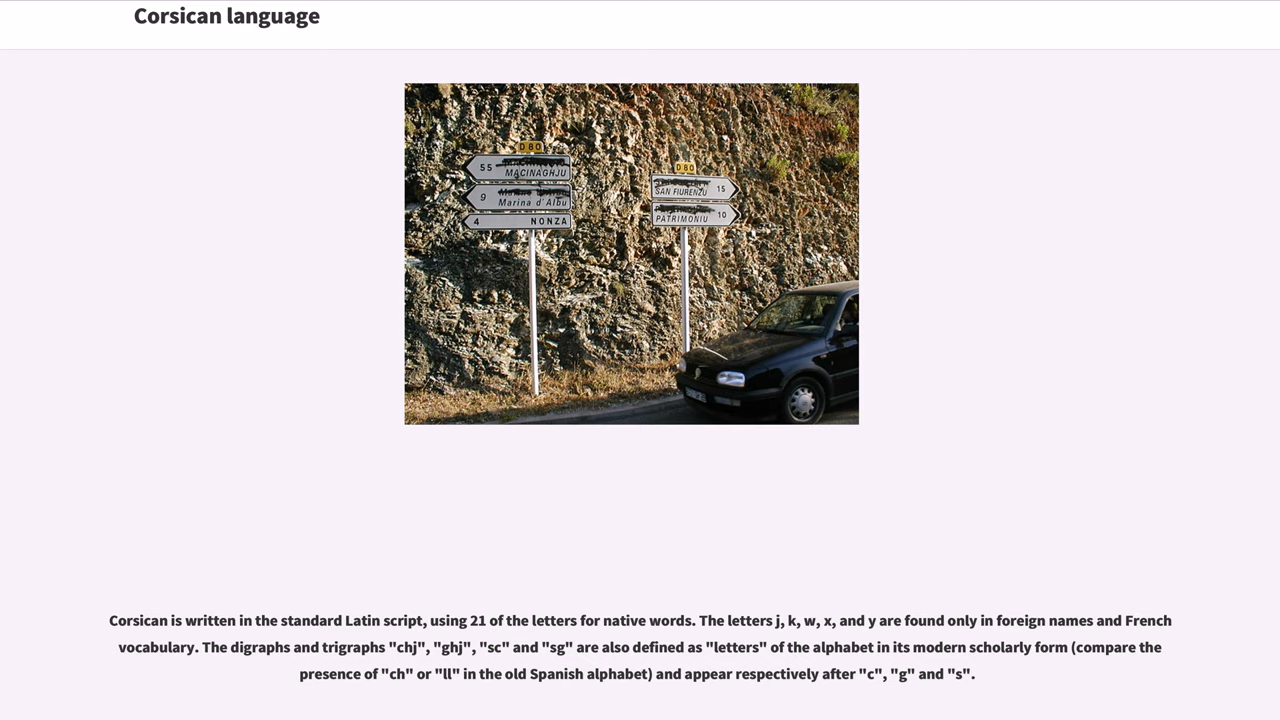 Corsican language
D 80
55
MACINAGHJU
9
Marina d'Albu
4 NONZA
D 80
SAN FIURENZU 15
PATRIMONIU 10
Corsican is written in the standard Latin script, using 21 of the letters for native words. The letters j, k, w, x, and y are found only in foreign names and French
vocabulary. The digraphs and trigraphs "chj", "ghj", "sc" and "sg" are also defined as "letters" of the alphabet in its modern scholarly form (compare the
presence of "ch" or "ll" in the old Spanish alphabet) and appear respectively after "c", "g" and "s".